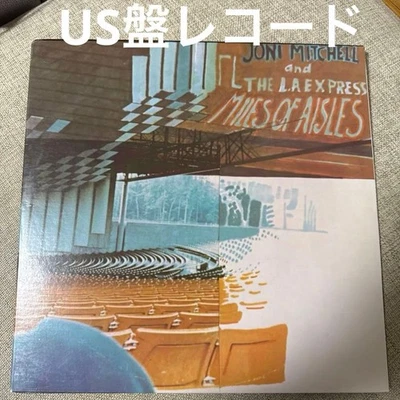 US盤レコード
JONI MITCHELL
and
THE L.A. EXPRESS
MILES OF AISLES